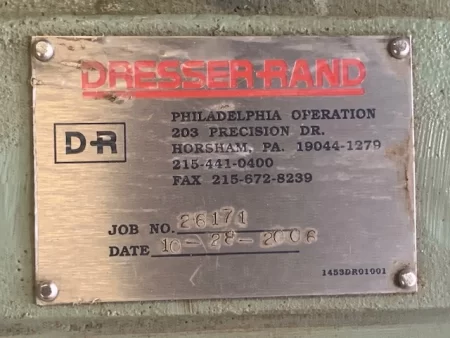 DRESSER-RAND
D-R
PHILADELPHIA OPERATION
203 PRECISION DR.
HORSHAM, PA. 19044-1279
215-441-0400
FAX 215-672-8239
JOB NO. 26171
DATE 10-28-2008
1453DR01001